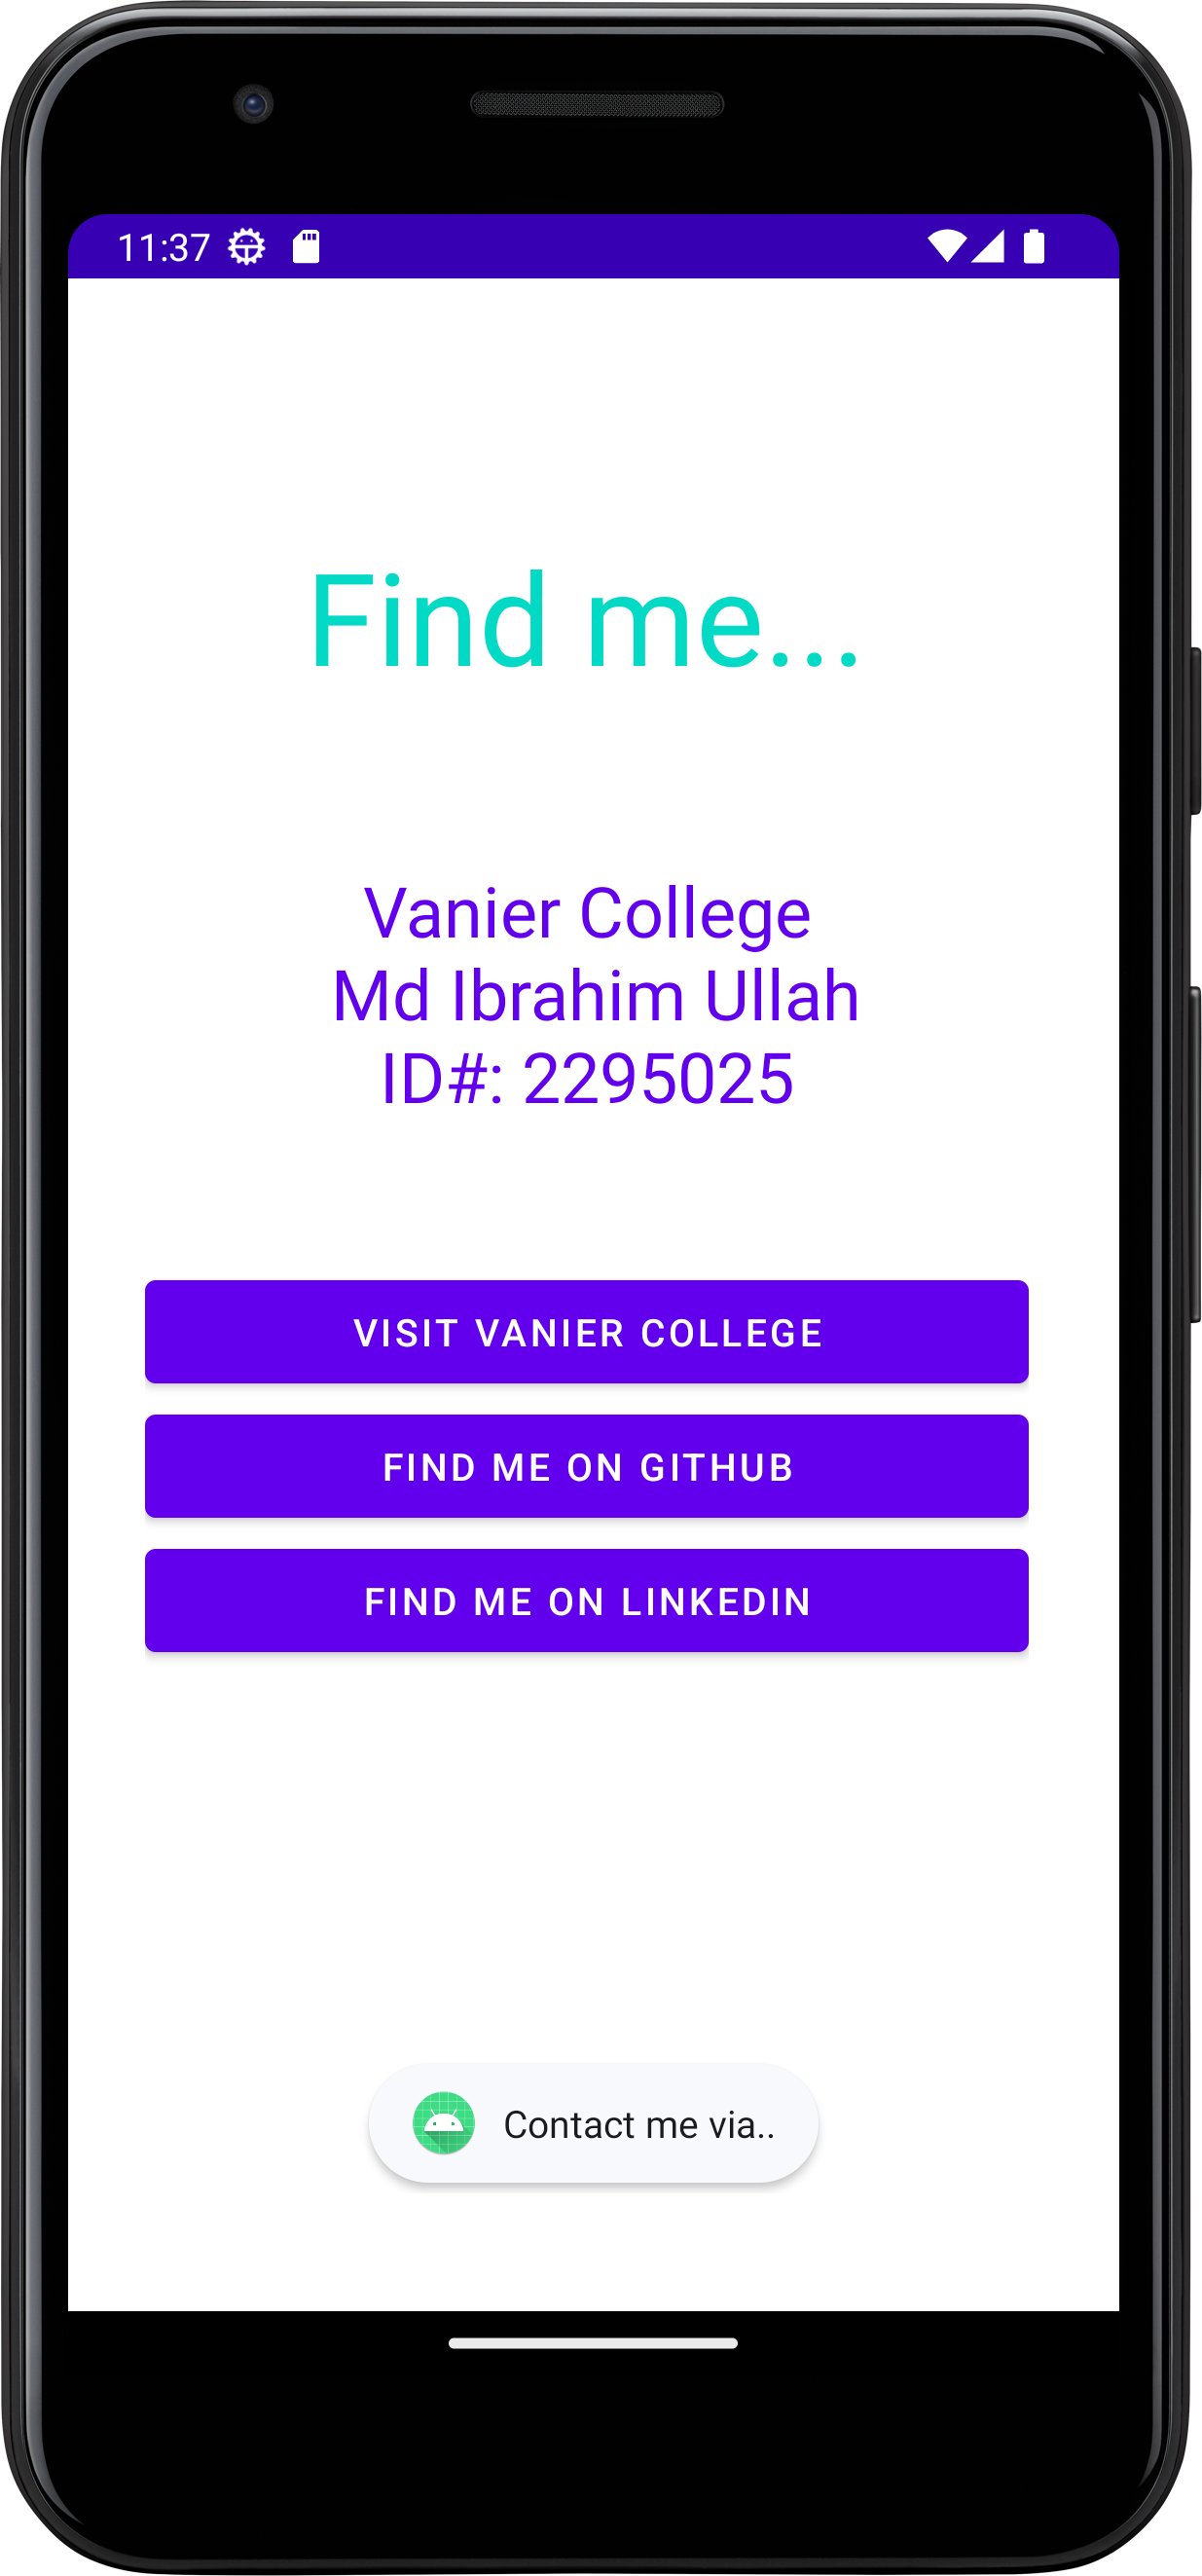 11:37
Find me...
Vanier College
Md Ibrahim Ullah
ID#: 2295025
VISIT VANIER COLLEGE
FIND ME ON GITHUB
FIND ME ON LINKEDIN
Contact me via..